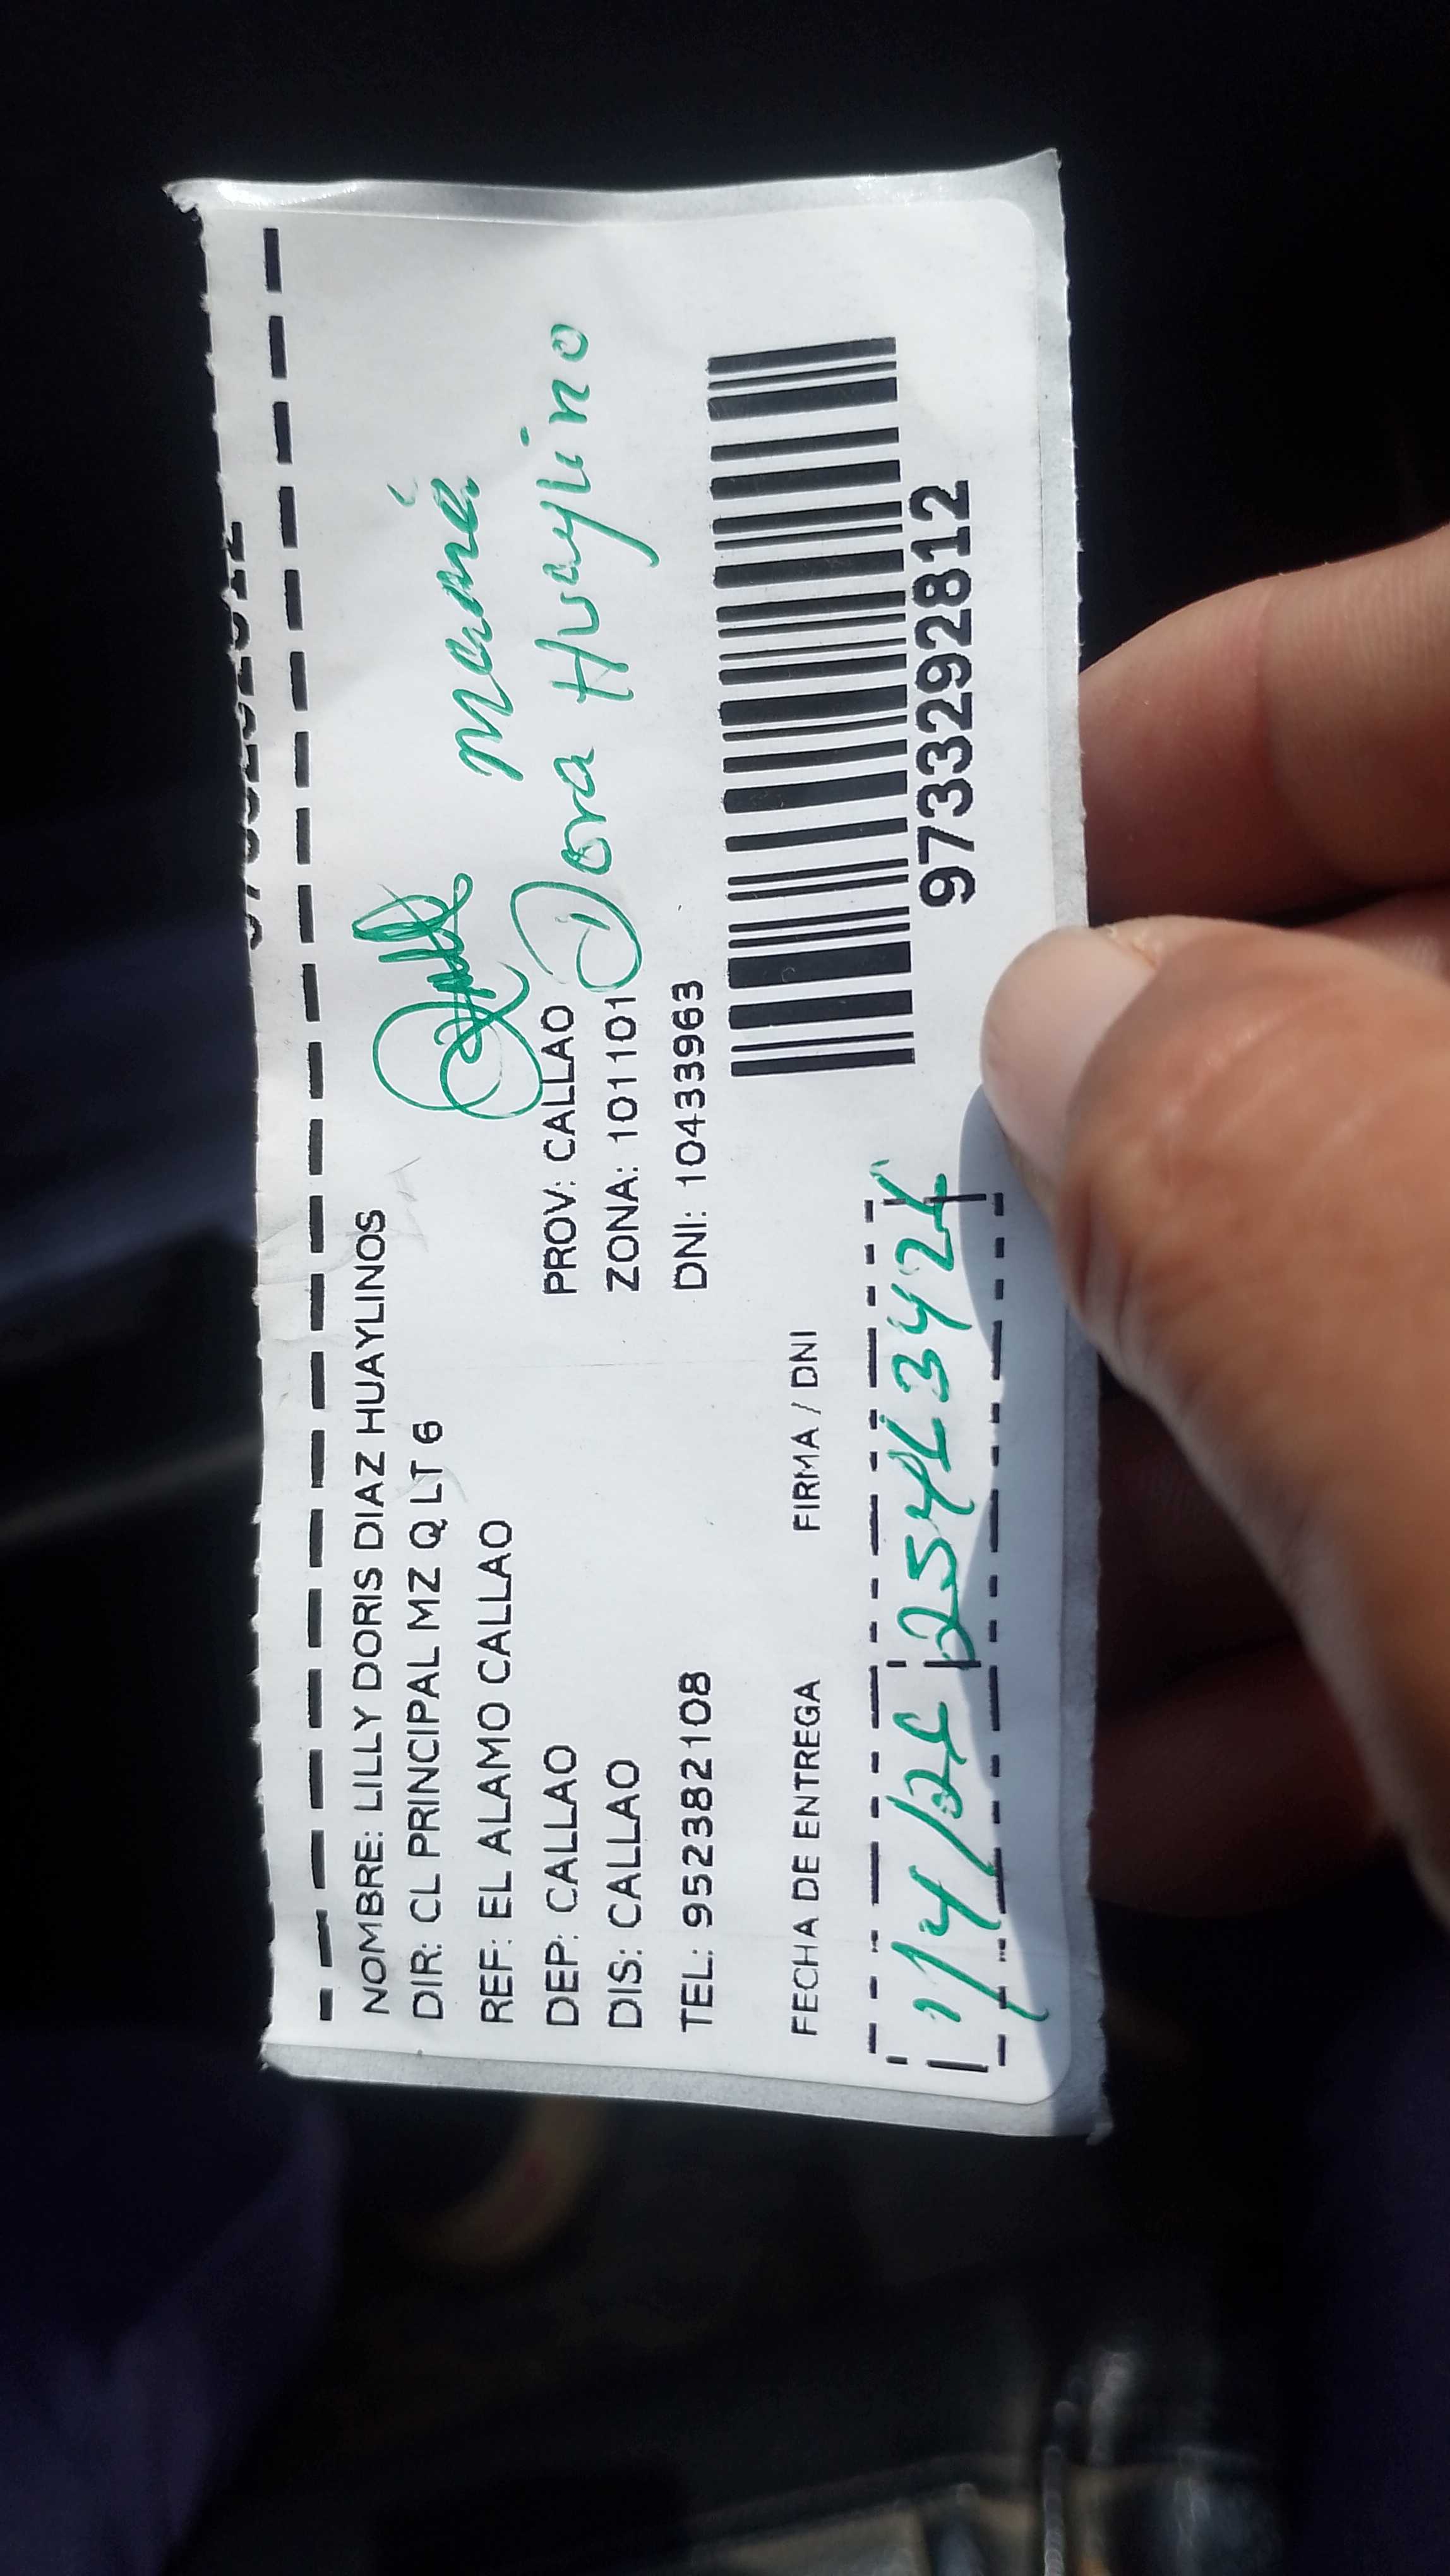 NOMBRE: LILLY DORIS DIAZ HUAYLINOS
DIR: CL PRINCIPAL MZ Q LT 6
REF: EL ALAMO CALLAO
mamá
DEP: CALLAO PROV: CALLAO
Dora Huaylino
DIS: CALLAO ZONA: 101101
TEL: 952382108 DNI: 10433963
FECHA DE ENTREGA FIRMA / DNI
9733292812